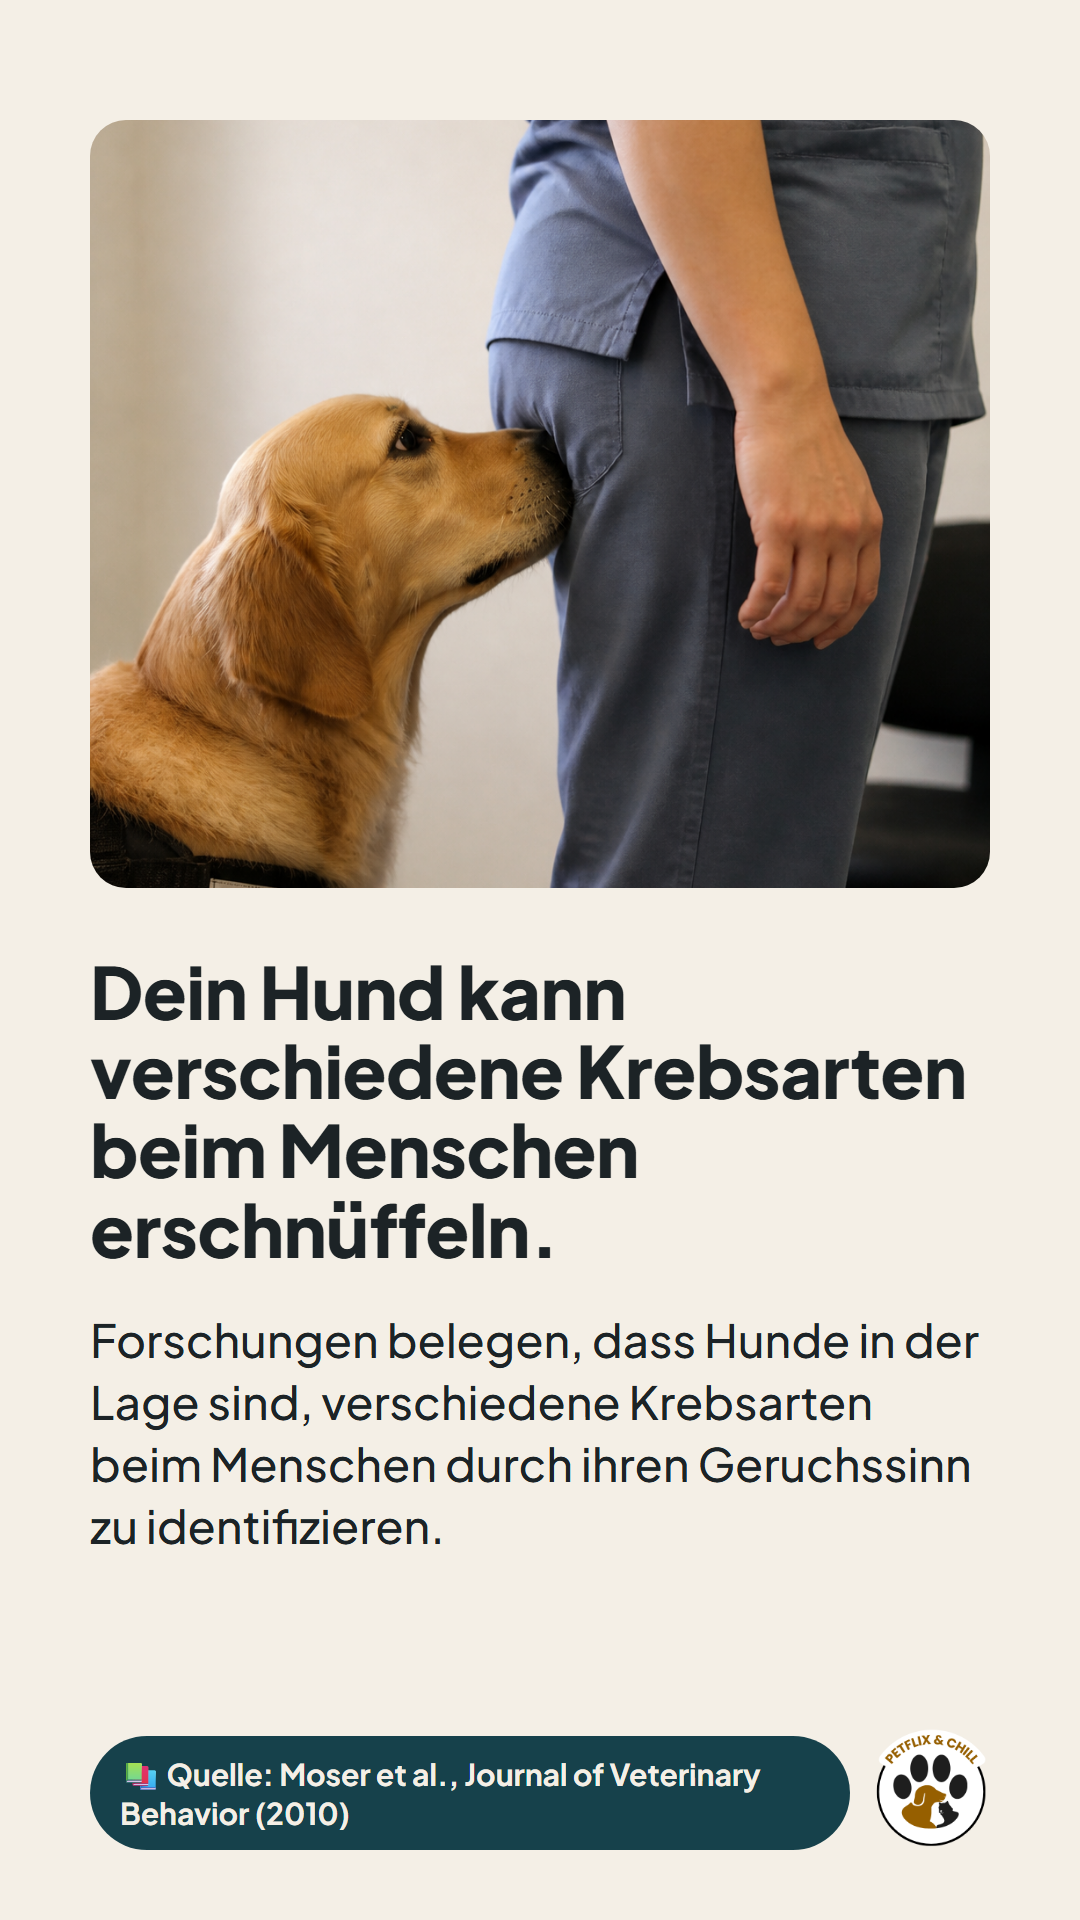 Dein Hund kann
verschiedene Krebsarten
beim Menschen
erschnüffeln.
Forschungen belegen, dass Hunde in der
Lage sind, verschiedene Krebsarten
beim Menschen durch ihren Geruchssinn
zu identifizieren.
Quelle: Moser et al., Journal of Veterinary
Behavior (2010)
PETFLIX & CHILL